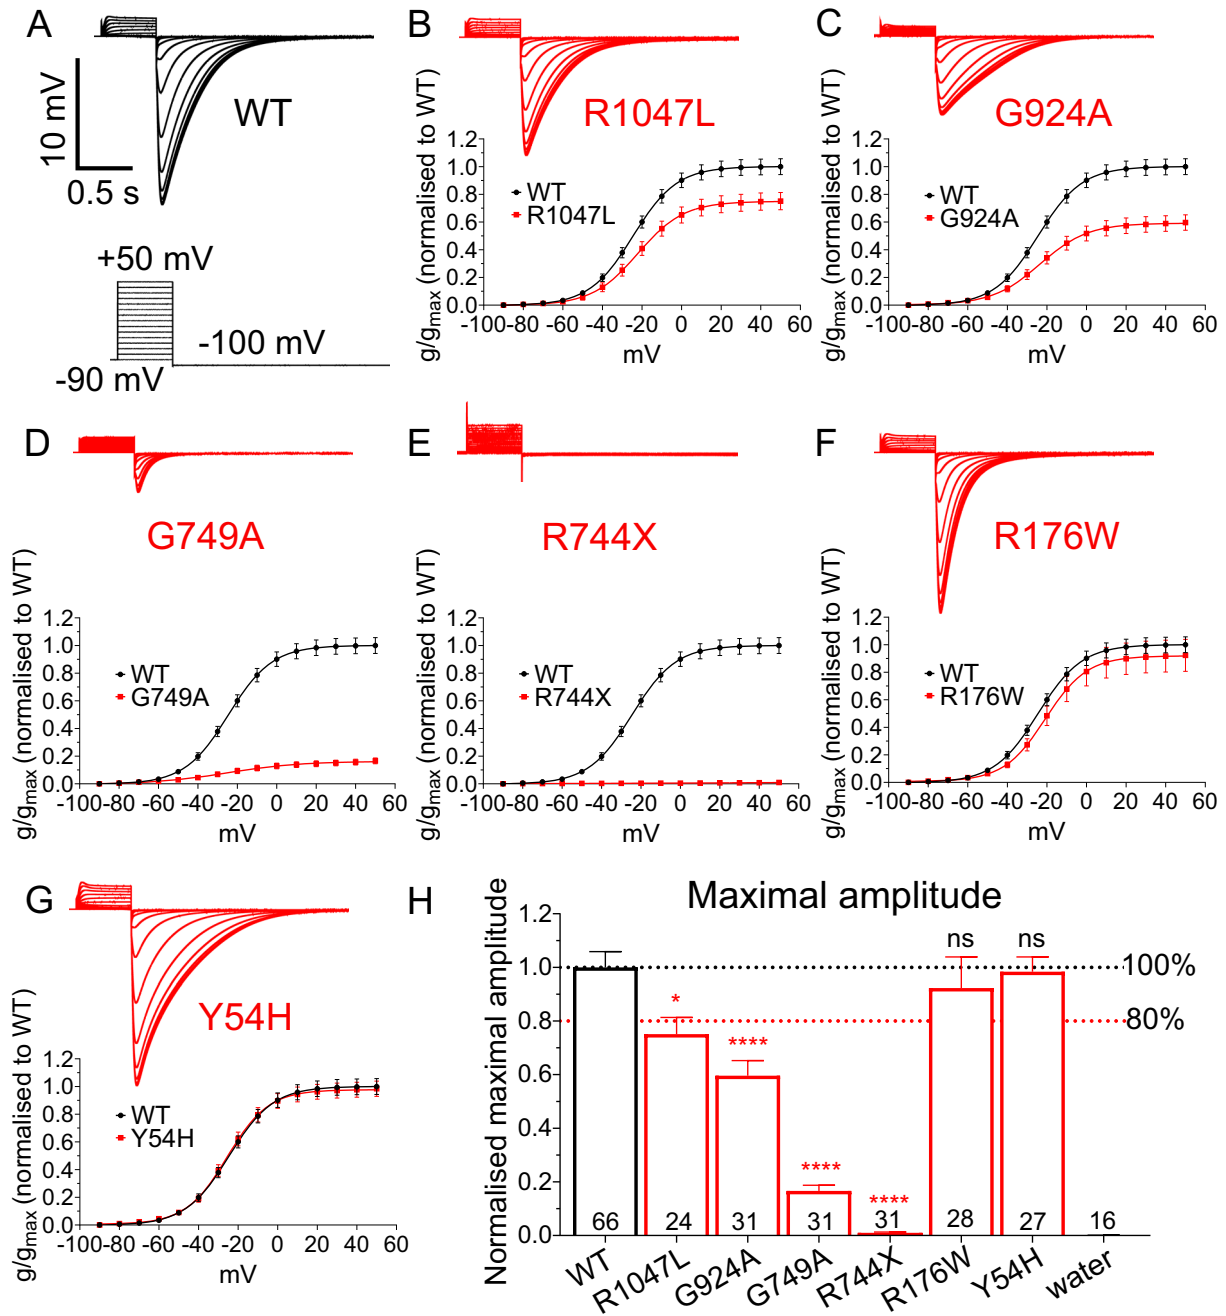 A
10 mV
0.5 s
WT
+50 mV
-100 mV
-90 mV
B
R1047L
g/gmax (normalised to WT)
1.2
1.0
0.8
0.6
0.4
0.2
0.0
WT
R1047L
-100 -80 -60 -40 -20 0 20 40 60
mV
C
G924A
g/gmax (normalised to WT)
1.2
1.0
0.8
0.6
0.4
0.2
0.0
WT
G924A
-100 -80 -60 -40 -20 0 20 40 60
mV
D
G749A
g/gmax (normalised to WT)
1.2
1.0
0.8
0.6
0.4
0.2
0.0
WT
G749A
-100 -80 -60 -40 -20 0 20 40 60
mV
E
R744X
g/gmax (normalised to WT)
1.2
1.0
0.8
0.6
0.4
0.2
0.0
WT
R744X
-100 -80 -60 -40 -20 0 20 40 60
mV
F
R176W
g/gmax (normalised to WT)
1.2
1.0
0.8
0.6
0.4
0.2
0.0
WT
R176W
-100 -80 -60 -40 -20 0 20 40 60
mV
G
Y54H
g/gmax (normalised to WT)
1.2
1.0
0.8
0.6
0.4
0.2
0.0
WT
Y54H
-100 -80 -60 -40 -20 0 20 40 60
mV
H
Maximal amplitude
Normalised maximal amplitude
1.2
1.0
0.8
0.6
0.4
0.2
0.0
* **** **** **** ns ns
100%
80%
66 24 31 31 31 28 27 16
WT R1047L G924A G749A R744X R176W Y54H water